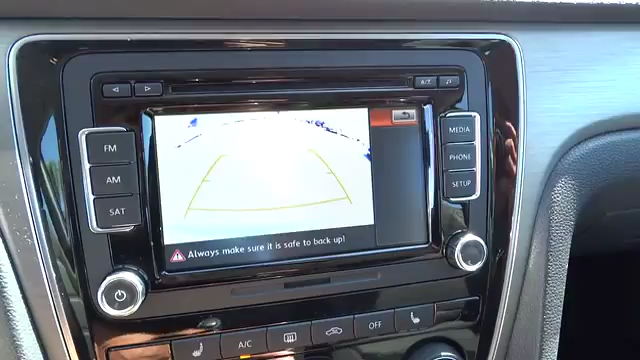 A/T
FM
AM
SAT
MEDIA
PHONE
SETUP
Always make sure it is safe to back up!
A/C
OFF